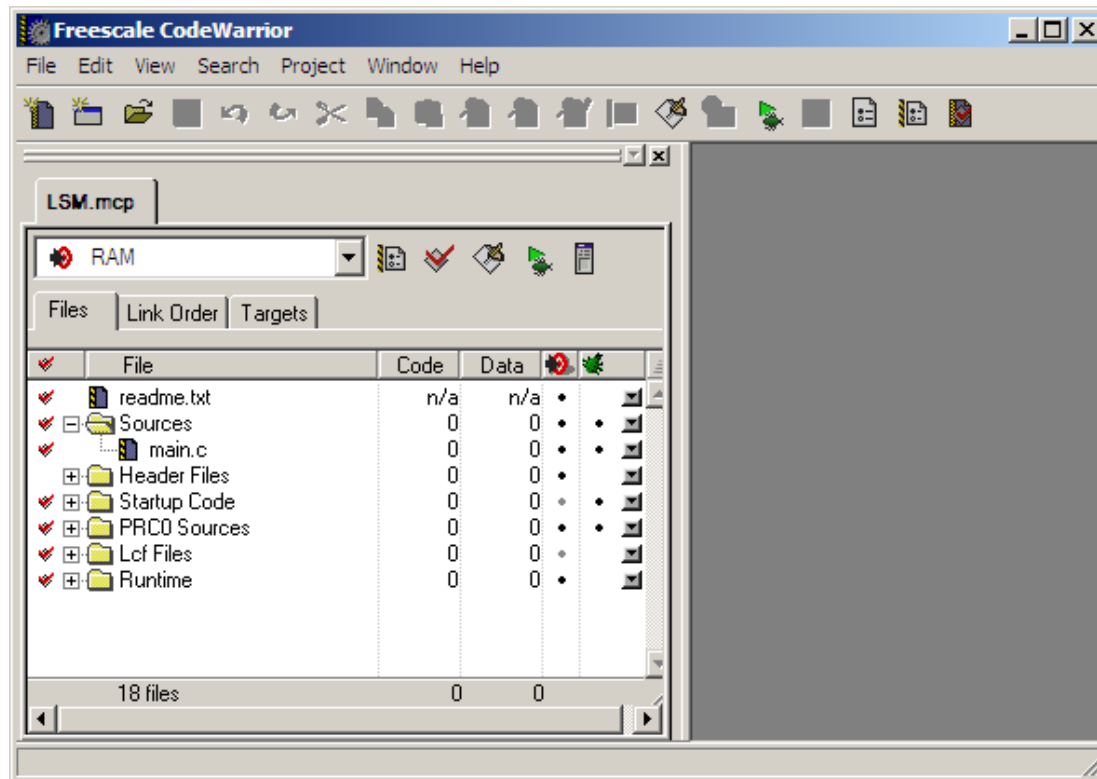 Freescale CodeWarrior
File Edit View Search Project Window Help
LSM.mcp
RAM
Files Link Order Targets
File Code Data
readme.txt n/a n/a
Sources 0 0
main.c 0 0
Header Files 0 0
Startup Code 0 0
PRC0 Sources 0 0
Lcf Files 0 0
Runtime 0 0
18 files 0 0